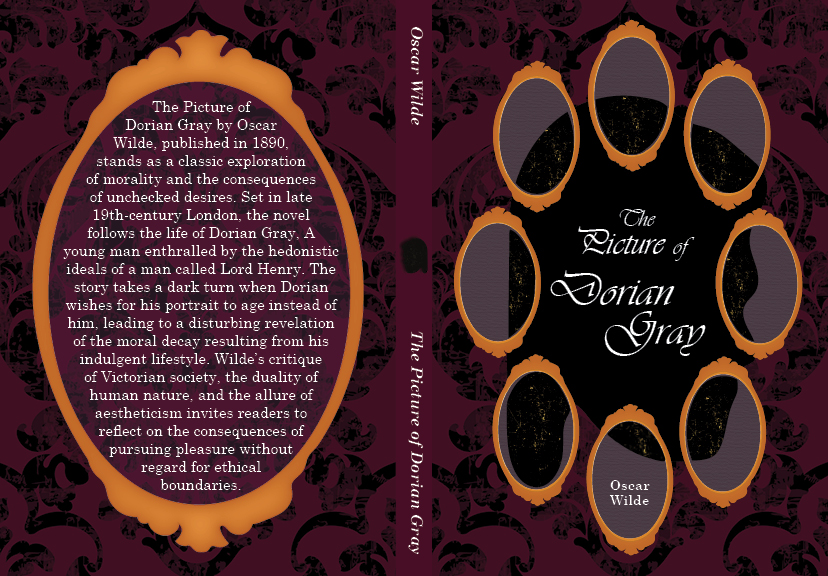 The Picture of
Dorian Gray by Oscar
Wilde, published in 1890,
stands as a classic exploration
of morality and the consequences
of unchecked desires. Set in late
19th-century London, the novel
follows the life of Dorian Gray, A
young man enthralled by the hedonistic
ideals of a man called Lord Henry. The
story takes a dark turn when Dorian
wishes for his portrait to age instead of
him, leading to a disturbing revelation
of the moral decay resulting from his
indulgent lifestyle. Wilde's critique
of Victorian society, the duality of
human nature, and the allure of
aestheticism invites readers to
reflect on the consequences of
pursuing pleasure without
regard for ethical
boundaries.
Oscar Wilde
The Picture of Dorian Gray
The
Picture of
Dorian
Gray
Oscar
Wilde